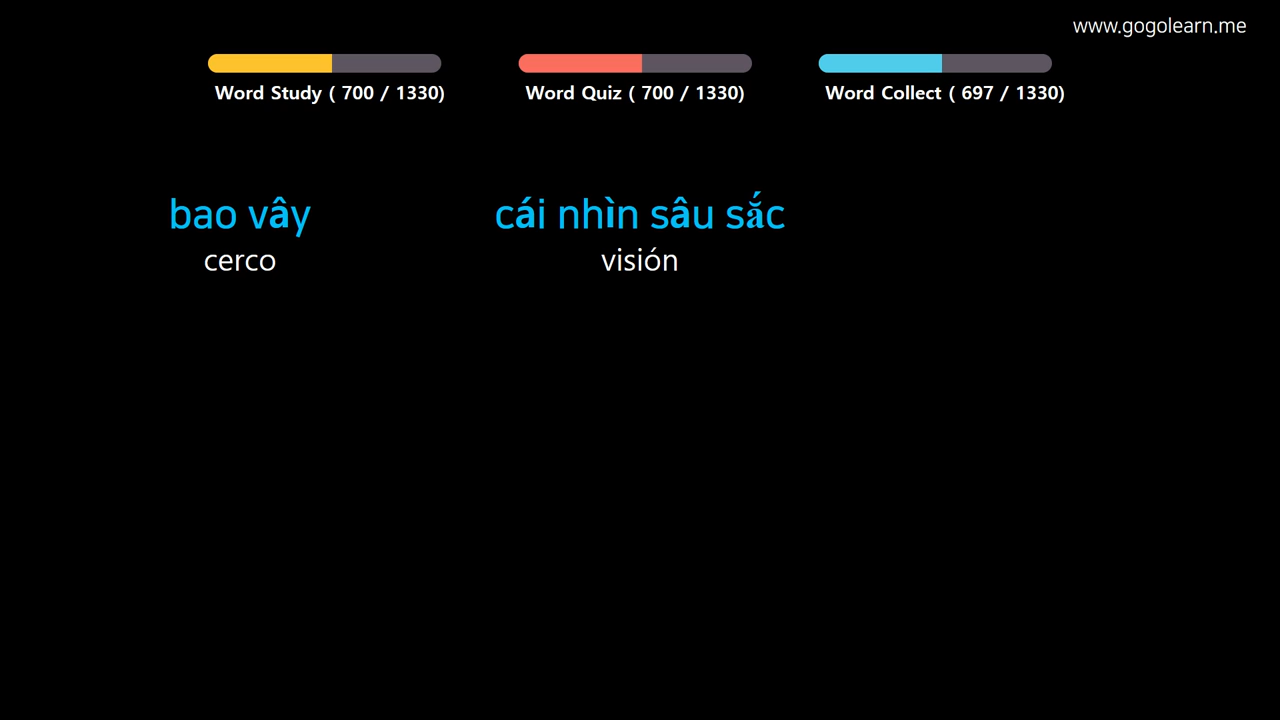 www.gogolearn.me
Word Study ( 700 / 1330)
Word Quiz ( 700 / 1330)
Word Collect ( 697 / 1330)
bao vây
cerco
cái nhìn sâu sắc
visión